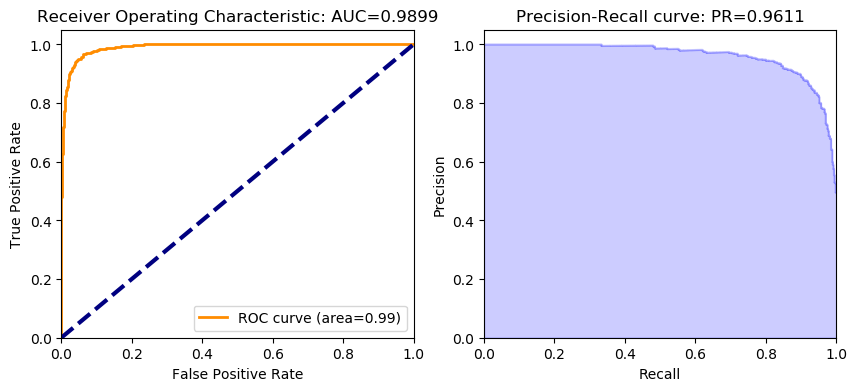 Receiver Operating Characteristic: AUC=0.9899
1.0
0.8
0.6
0.4
0.2
0.0
True Positive Rate
ROC curve (area=0.99)
0.0 0.2 0.4 0.6 0.8 1.0
False Positive Rate
Precision-Recall curve: PR=0.9611
1.0
0.8
0.6
0.4
0.2
0.0
Precision
0.0 0.2 0.4 0.6 0.8 1.0
Recall